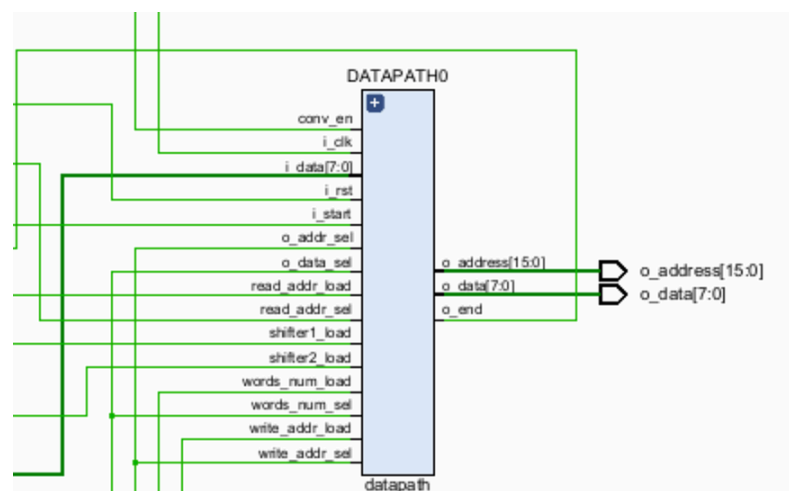 DATAPATH0
conv_en
i_clk
i_data[7:0]
i_rst
i_start
o_addr_sel
o_data_sel
read_addr_load
read_addr_sel
shifter1_load
shifter2_load
words_num_load
words_num_sel
write_addr_load
write_addr_sel
o_address[15:0]
o_data[7:0]
o_end
o_address[15:0]
o_data[7:0]
datapath